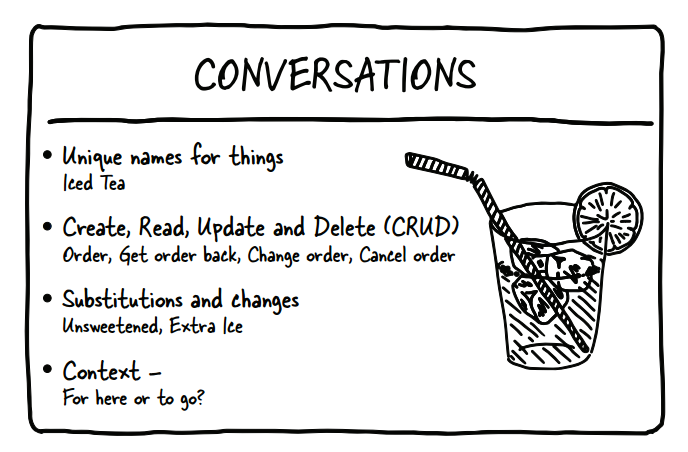 CONVERSATIONS
• Unique names for things
Iced Tea
• Create, Read, Update and Delete (CRUD)
Order, Get order back, Change order, Cancel order
• Substitutions and changes
Unsweetened, Extra Ice
• Context –
For here or to go?